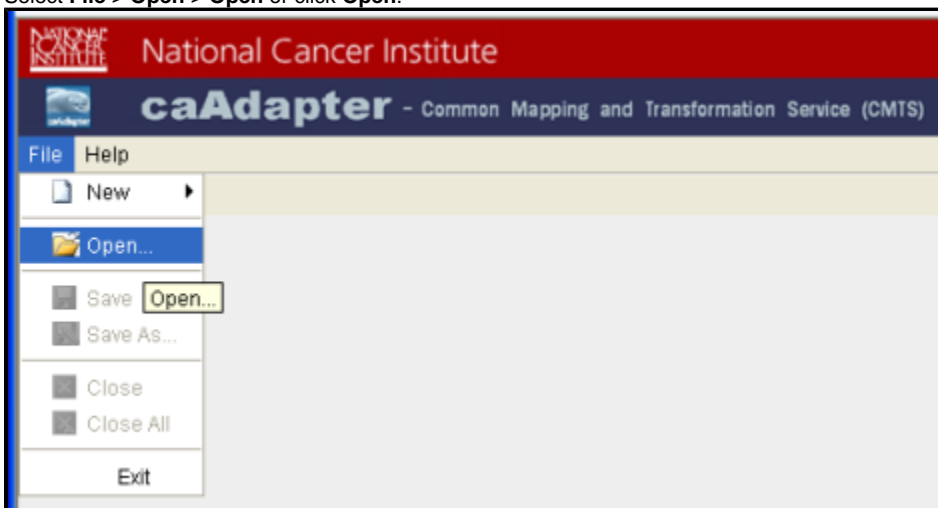 Select File > Open > Open or click Open.
NATIONAL CANCER INSTITUTE
National Cancer Institute
caAdapter
caAdapter - Common Mapping and Transformation Service (CMTS)
File Help
New
Open...
Save Open...
Save As...
Close
Close All
Exit